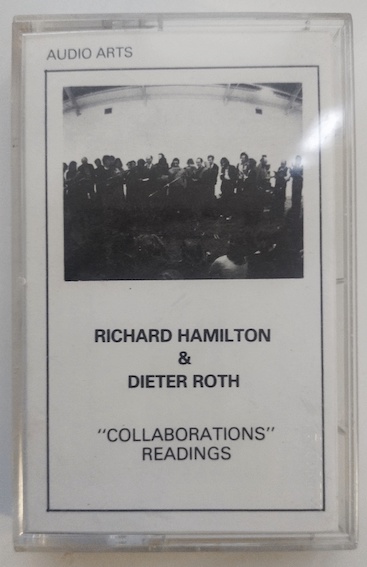 AUDIO ARTS
RICHARD HAMILTON
&
DIETER ROTH
"COLLABORATIONS"
READINGS